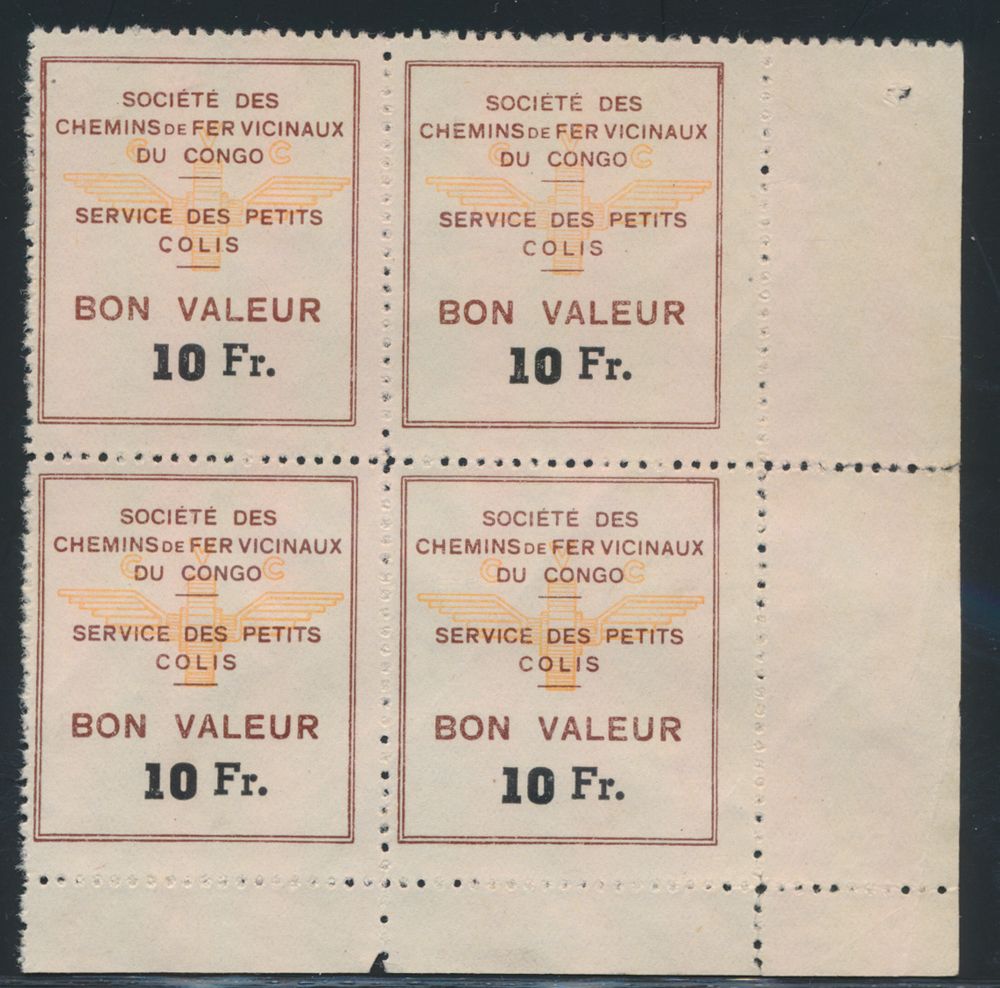 SOCIÉTÉ DES
CHEMINS DE FER VICINAUX
C V C
DU CONGO
SERVICE DES PETITS
COLIS
BON VALEUR
10 Fr.
SOCIÉTÉ DES
CHEMINS DE FER VICINAUX
C V C
DU CONGO
SERVICE DES PETITS
COLIS
BON VALEUR
10 Fr.
SOCIÉTÉ DES
CHEMINS DE FER VICINAUX
C V C
DU CONGO
SERVICE DES PETITS
COLIS
BON VALEUR
10 Fr.
SOCIÉTÉ DES
CHEMINS DE FER VICINAUX
C V C
DU CONGO
SERVICE DES PETITS
COLIS
BON VALEUR
10 Fr.